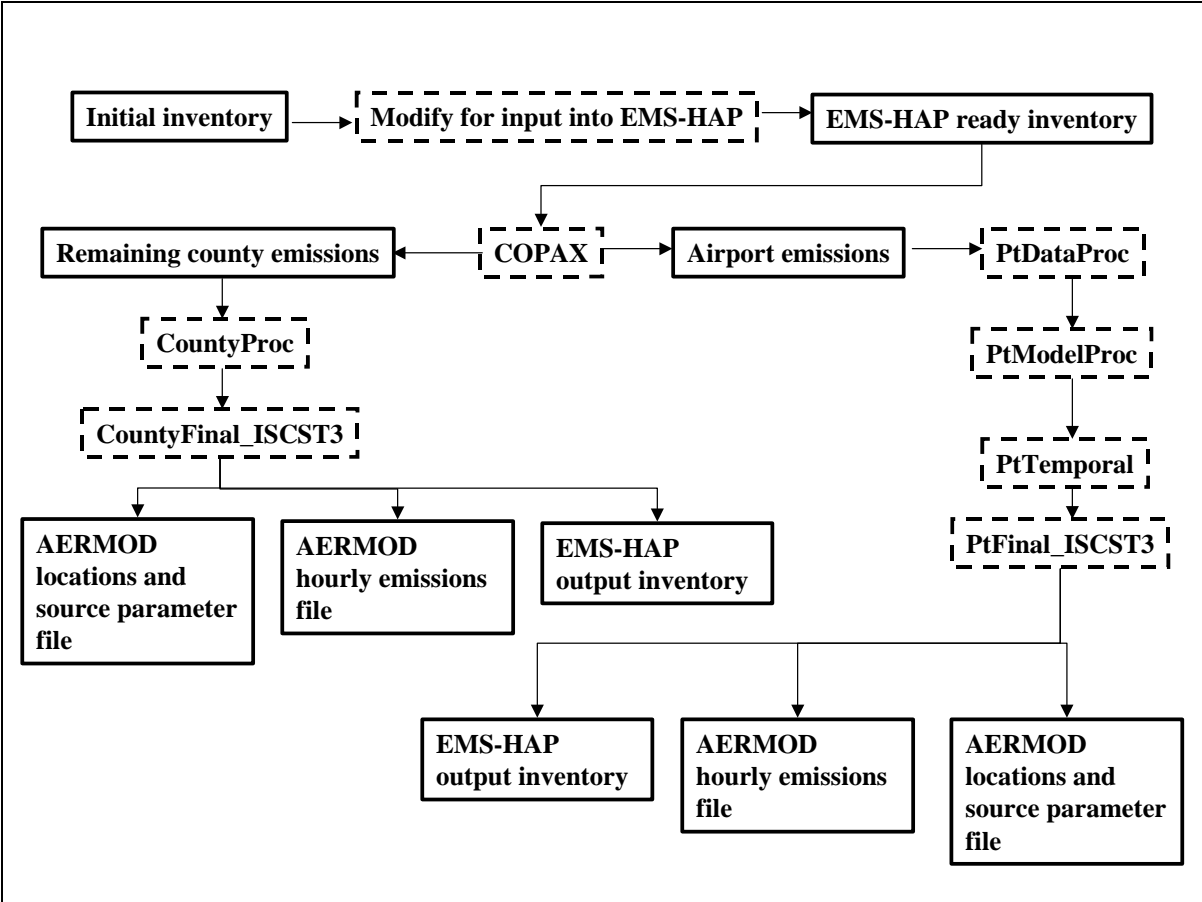 Initial inventory
Modify for input into EMS-HAP
EMS-HAP ready inventory
Remaining county emissions
COPAX
Airport emissions
PtDataProc
CountyProc
PtModelProc
CountyFinal_ISCST3
PtTemporal
AERMOD
locations and
source parameter
file
AERMOD
hourly emissions
file
EMS-HAP
output inventory
PtFinal_ISCST3
EMS-HAP
output inventory
AERMOD
hourly emissions
file
AERMOD
locations and
source parameter
file